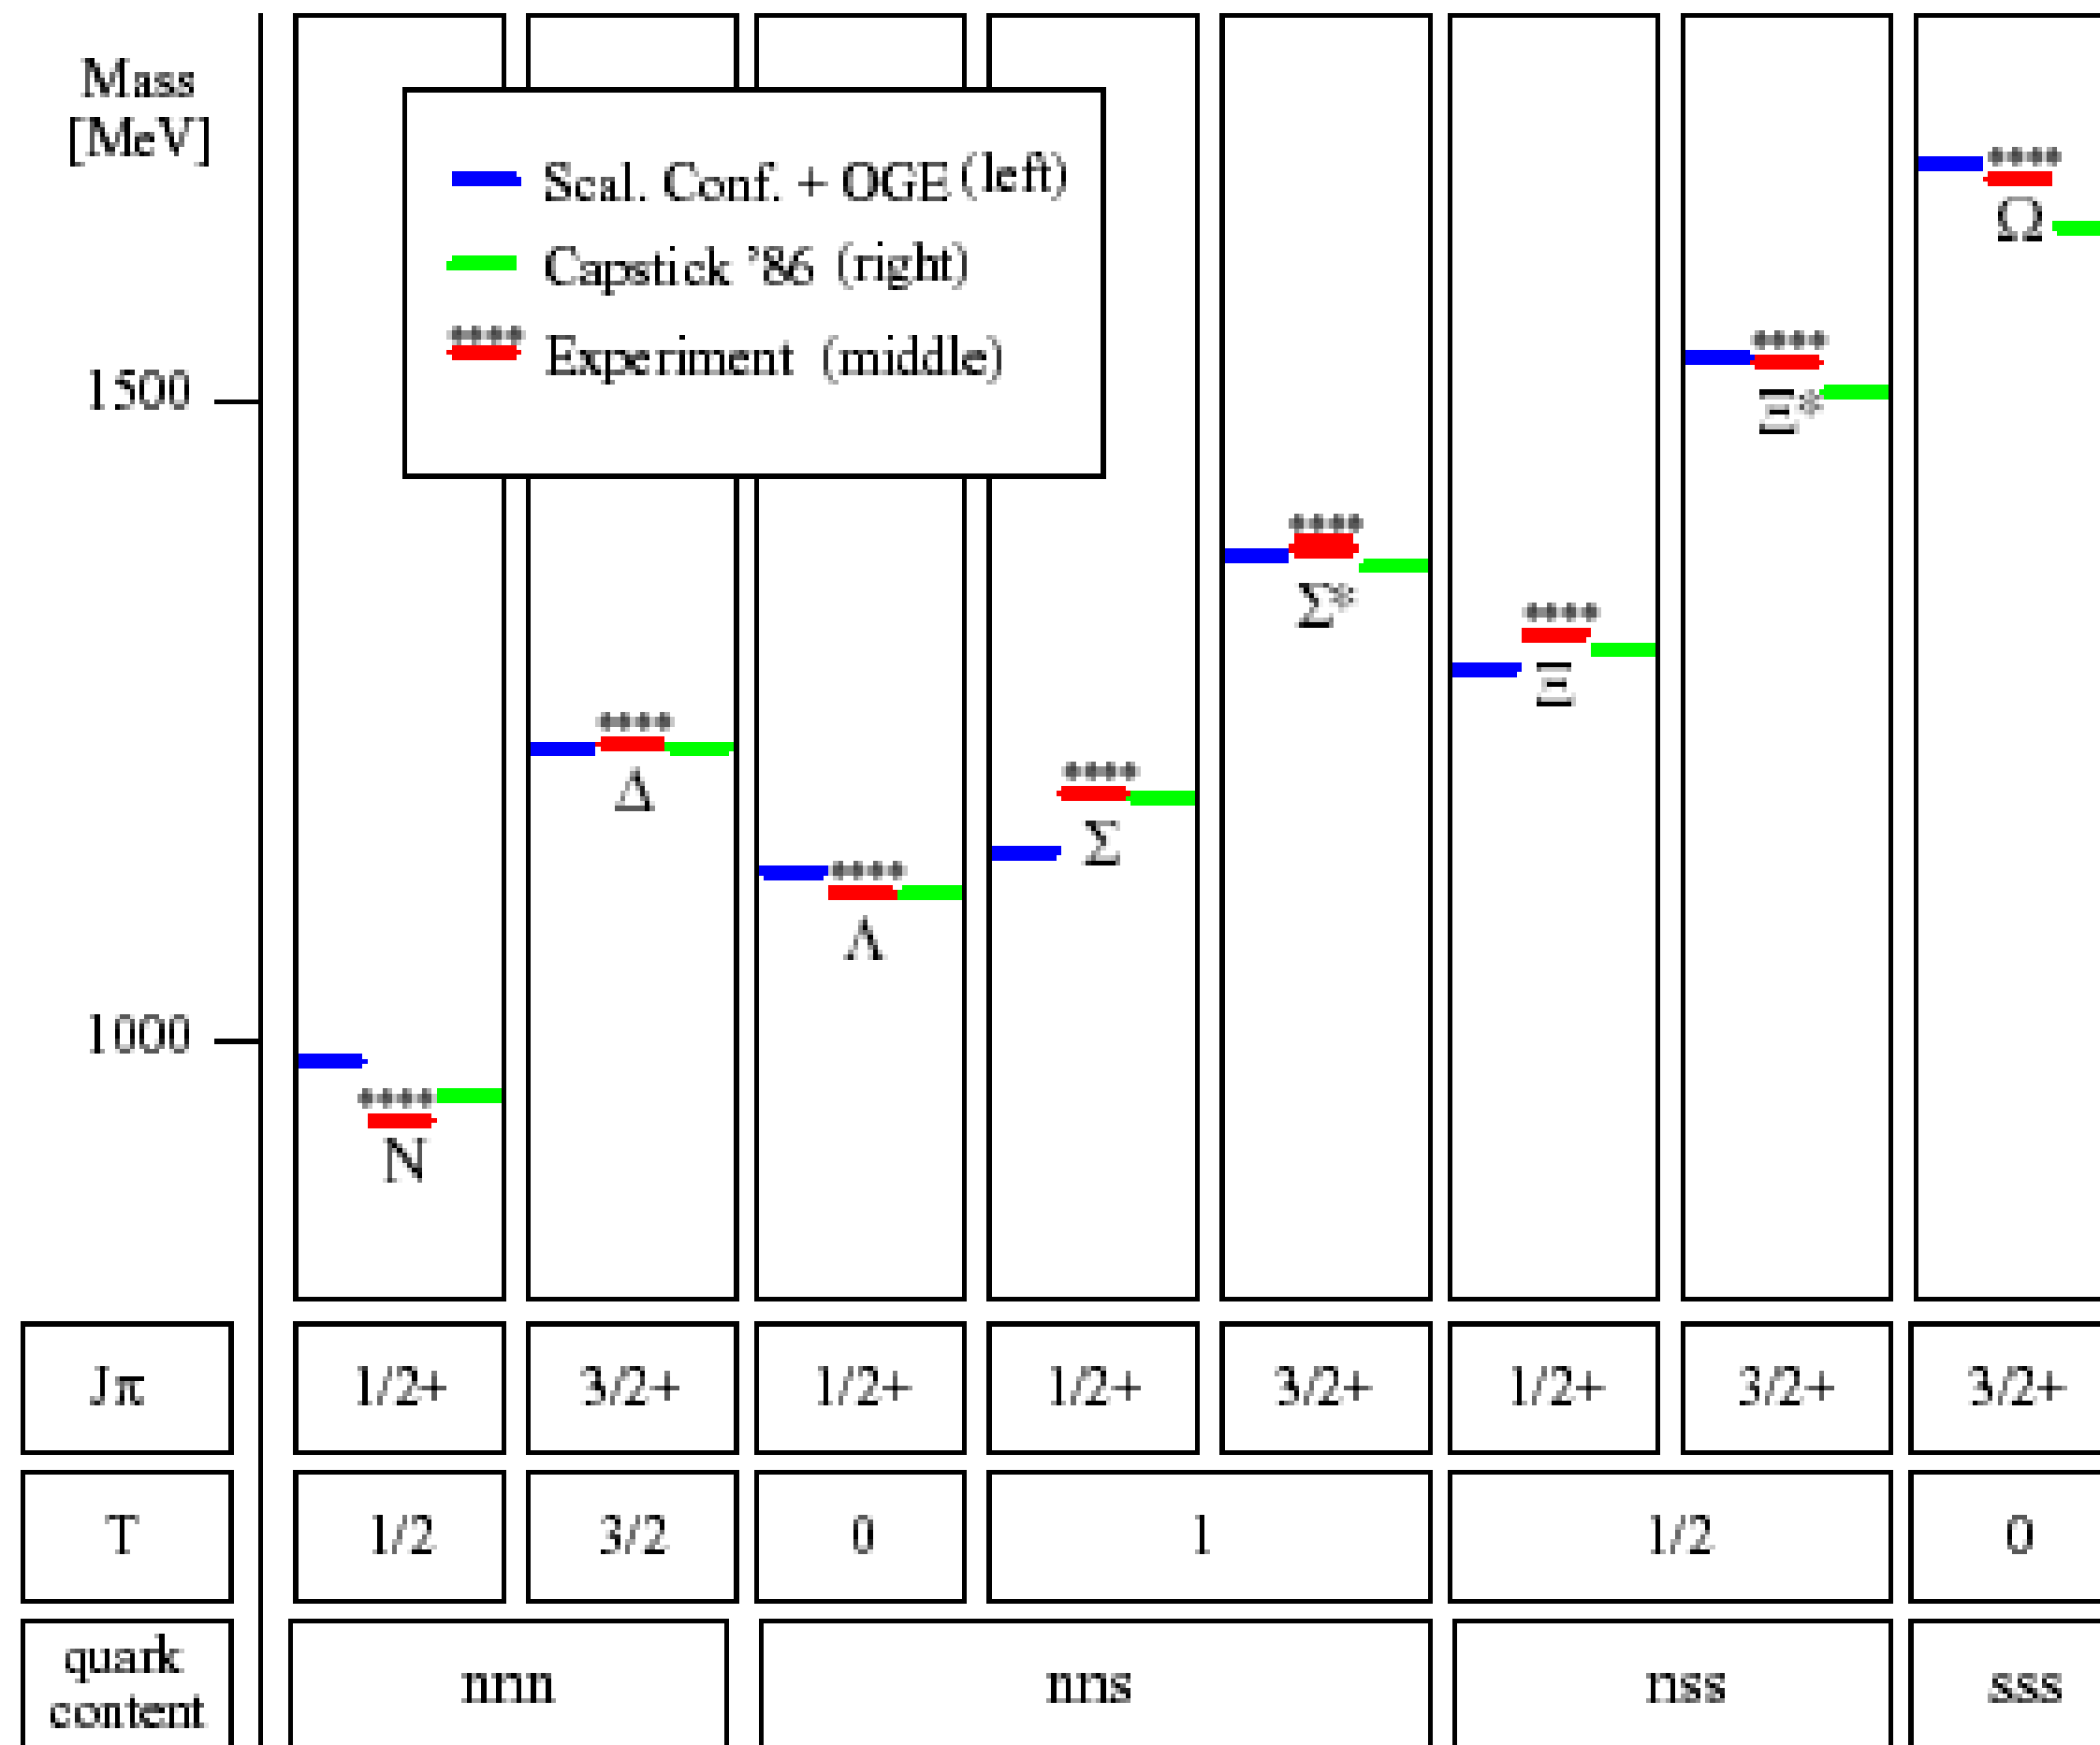 Mass
[MeV]
Scal. Conf. + OGE (left)
Capstick '86 (right)
**** Experiment (middle)
****
Ω
1500
****
Ξ*
****
Σ*
****
Ξ
****
Δ
****
Σ
****
Λ
1000
****
N
Jπ 1/2+ 3/2+ 1/2+ 1/2+ 3/2+ 1/2+ 3/2+ 3/2+
T 1/2 3/2 0 1 1/2 0
quark
content nnn nns nss sss